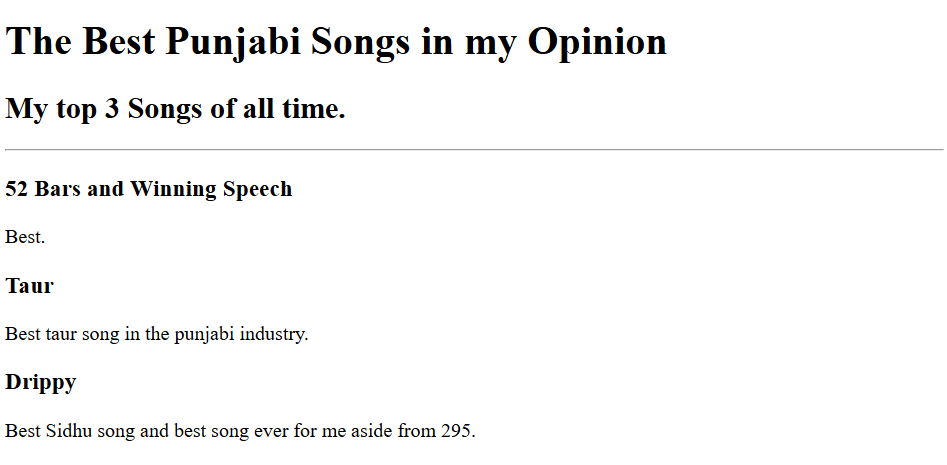 The Best Punjabi Songs in my Opinion
My top 3 Songs of all time.
52 Bars and Winning Speech
Best.
Taur
Best taur song in the punjabi industry.
Drippy
Best Sidhu song and best song ever for me aside from 295.